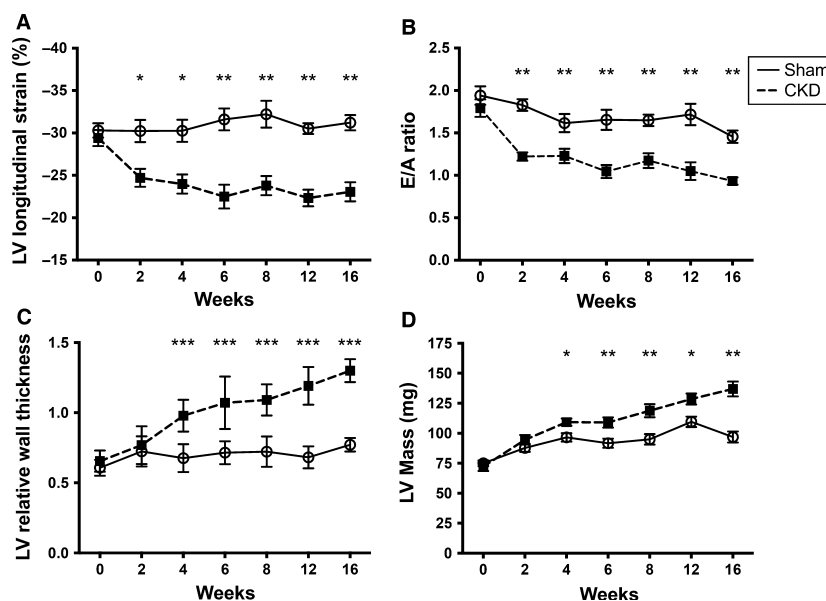 A
LV longitudinal strain (%)
–40
–35
–30
–25
–20
–15
* * ** ** ** **
0 2 4 6 8 12 16
Weeks
B
E/A ratio
2.5
2.0
1.5
1.0
0.5
0.0
** ** ** ** ** **
0 2 4 6 8 12 16
Weeks
Sham
CKD
C
LV relative wall thickness
1.5
1.0
0.5
0.0
*** *** *** *** ***
0 2 4 6 8 12 16
Weeks
D
LV Mass (mg)
175
150
125
100
75
50
25
0
* ** ** * **
0 2 4 6 8 12 16
Weeks